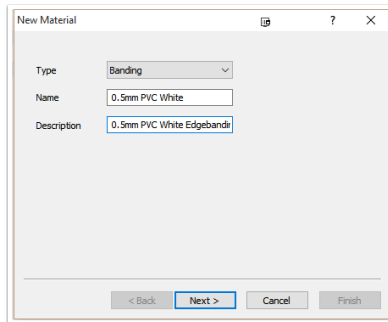 New Material
?
Type Banding
Name 0.5mm PVC White
Description 0.5mm PVC White Edgebandin
< Back Next > Cancel Finish